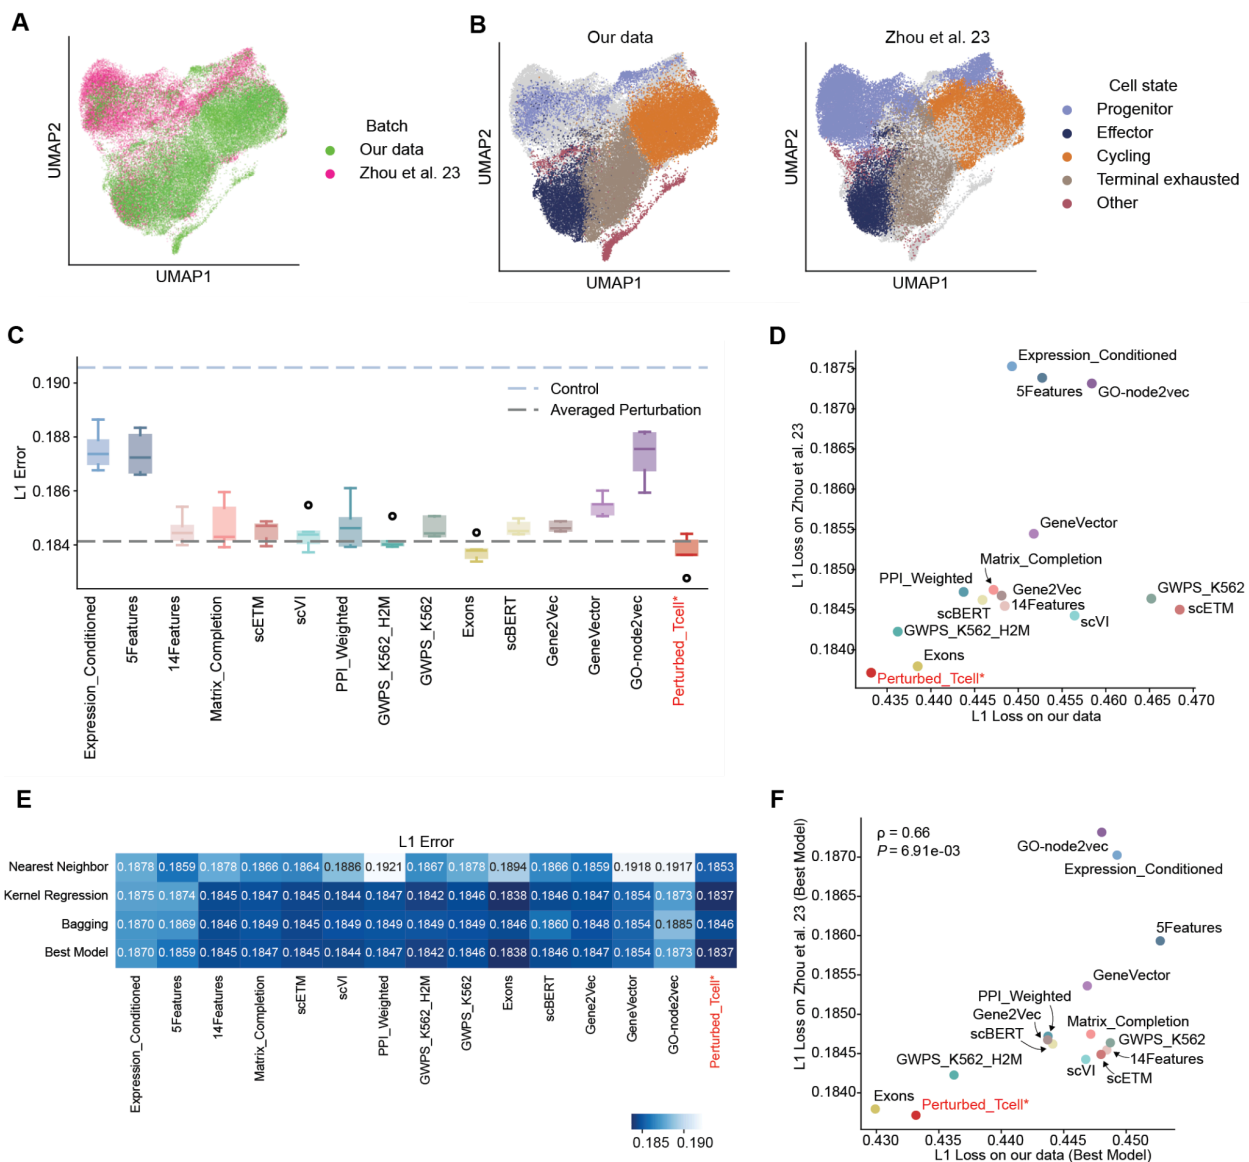 A
UMAP2
UMAP1
Batch
Our data
Zhou et al. 23
B
Our data
Zhou et al. 23
UMAP2
UMAP1
UMAP2
UMAP1
Cell state
Progenitor
Effector
Cycling
Terminal exhausted
Other
C
L1 Error
0.190
0.188
0.186
0.184
Control
Averaged Perturbation
Expression_Conditioned
5Features
14Features
Matrix_Completion
scETM
scVI
PPI_Weighted
GWPS_K562_H2M
GWPS_K562
Exons
scBERT
Gene2Vec
GeneVector
GO-node2vec
Perturbed_Tcell*
D
L1 Loss on Zhou et al. 23
0.1875
0.1870
0.1865
0.1860
0.1855
0.1850
0.1845
0.1840
Expression_Conditioned
5Features
GO-node2vec
GeneVector
Matrix_Completion
PPI_Weighted
Gene2Vec
scBERT
14Features
GWPS_K562
scETM
scVI
GWPS_K562_H2M
Exons
Perturbed_Tcell*
0.435 0.440 0.445 0.450 0.455 0.460 0.465 0.470
L1 Loss on our data
E
L1 Error
Nearest Neighbor 0.1878 0.1859 0.1878 0.1866 0.1864 0.1886 0.1921 0.1867 0.1878 0.1894 0.1866 0.1859 0.1918 0.1917 0.1853
Kernel Regression 0.1875 0.1874 0.1845 0.1847 0.1845 0.1844 0.1847 0.1842 0.1846 0.1838 0.1846 0.1847 0.1854 0.1873 0.1837
Bagging 0.1870 0.1869 0.1846 0.1849 0.1845 0.1849 0.1849 0.1849 0.1849 0.1846 0.1860 0.1848 0.1854 0.1885 0.1846
Best Model 0.1870 0.1859 0.1845 0.1847 0.1845 0.1844 0.1847 0.1842 0.1846 0.1838 0.1846 0.1847 0.1854 0.1873 0.1837
Expression_Conditioned
5Features
14Features
Matrix_Completion
scETM
scVI
PPI_Weighted
GWPS_K562_H2M
GWPS_K562
Exons
scBERT
Gene2Vec
GeneVector
GO-node2vec
Perturbed_Tcell*
0.185 0.190
F
L1 Loss on Zhou et al. 23 (Best Model)
ρ = 0.66
P = 6.91e-03
0.1870
0.1865
0.1860
0.1855
0.1850
0.1845
0.1840
GO-node2vec
Expression_Conditioned
5Features
GeneVector
PPI_Weighted
Gene2Vec
scBERT
Matrix_Completion
GWPS_K562
14Features
scVI
scETM
GWPS_K562_H2M
Exons
Perturbed_Tcell*
0.430 0.435 0.440 0.445 0.450
L1 Loss on our data (Best Model)